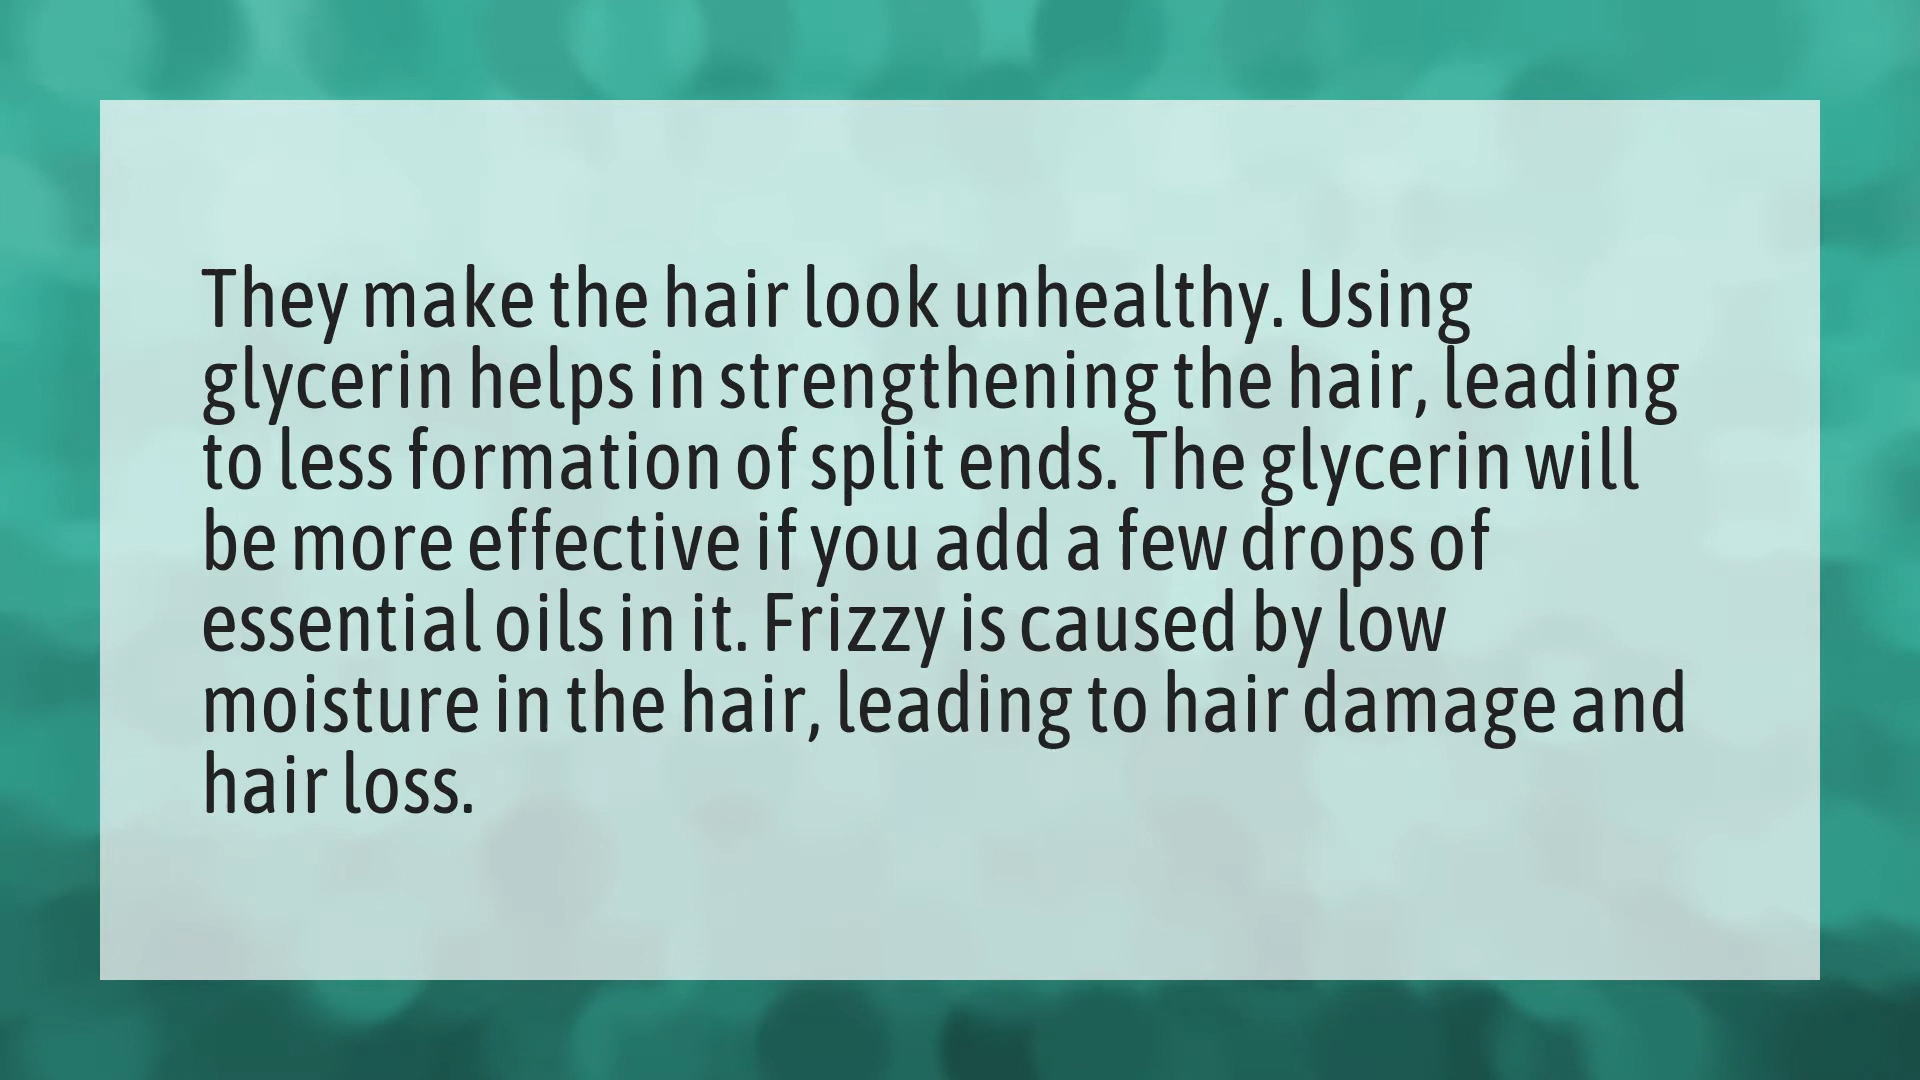 They make the hair look unhealthy. Using
glycerin helps in strengthening the hair, leading
to less formation of split ends. The glycerin will
be more effective if you add a few drops of
essential oils in it. Frizzy is caused by low
moisture in the hair, leading to hair damage and
hair loss.